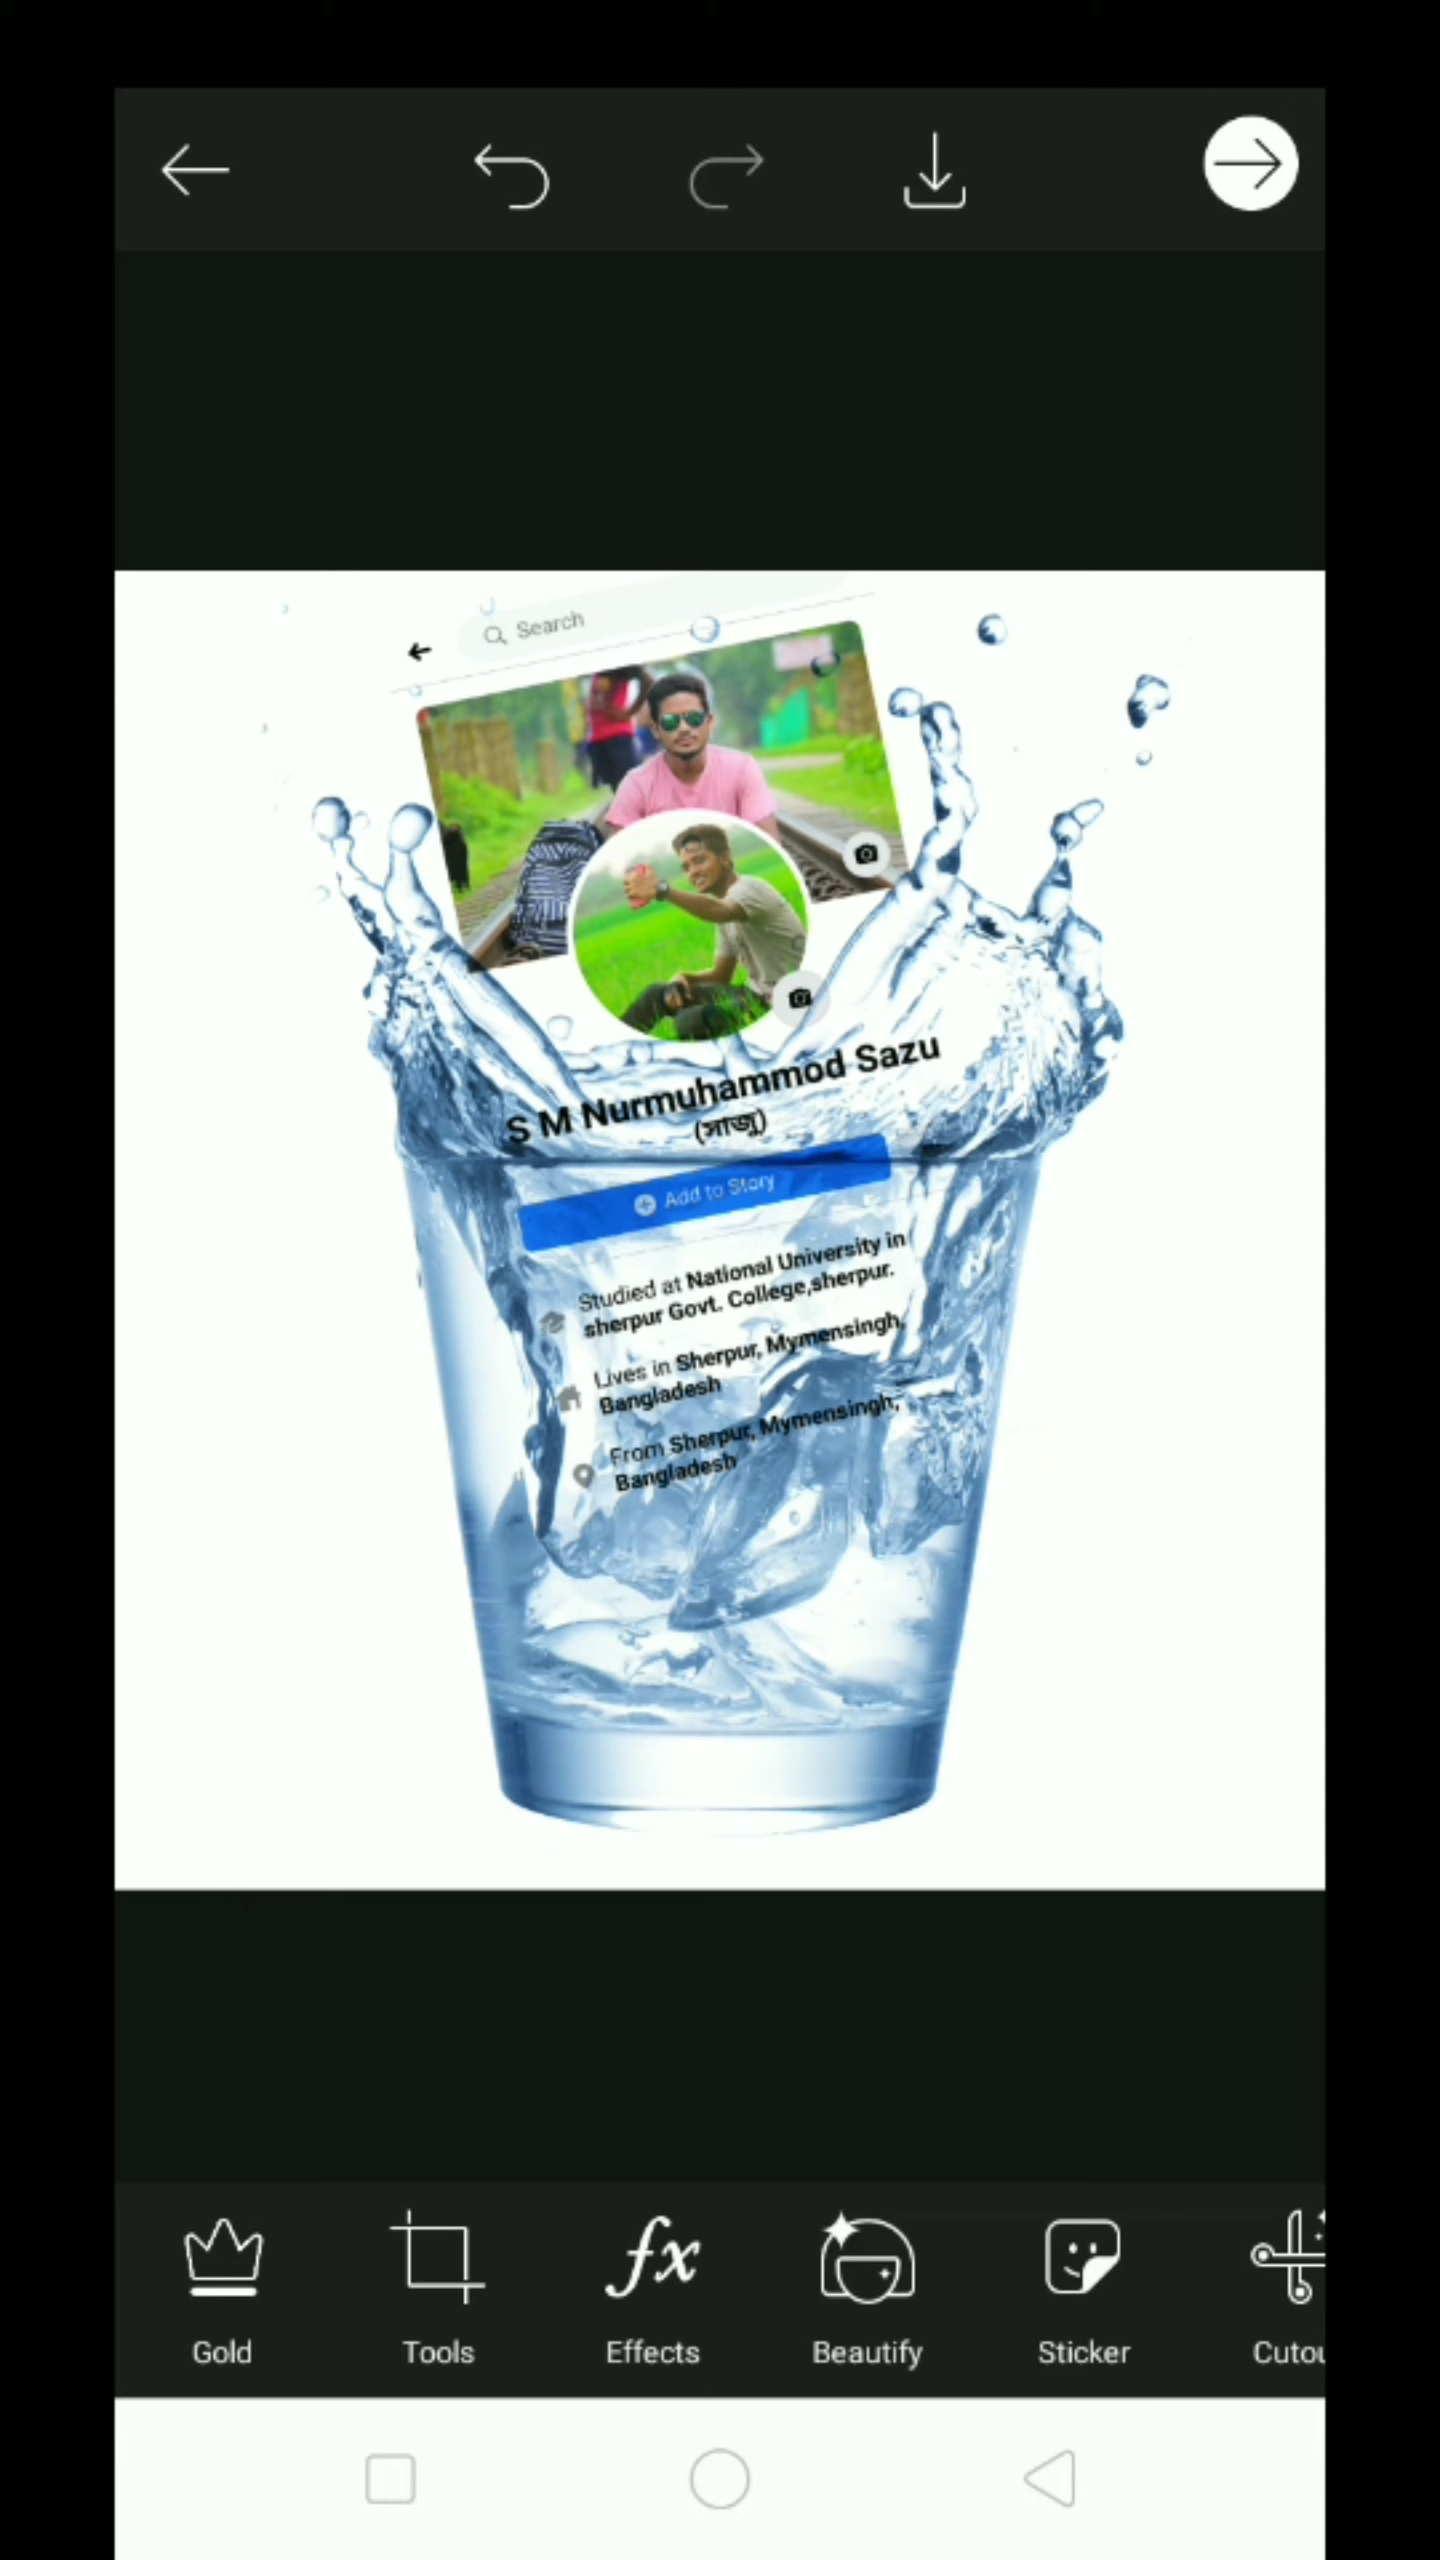 Search
S M Nurmuhammod Sazu
(সাজু)
Add to Story
Studied at National University in
sherpur Govt. College,sherpur.
Lives in Sherpur, Mymensingh,
Bangladesh
From Sherpur, Mymensingh,
Bangladesh
Gold
Tools
Effects
Beautify
Sticker
Cutou